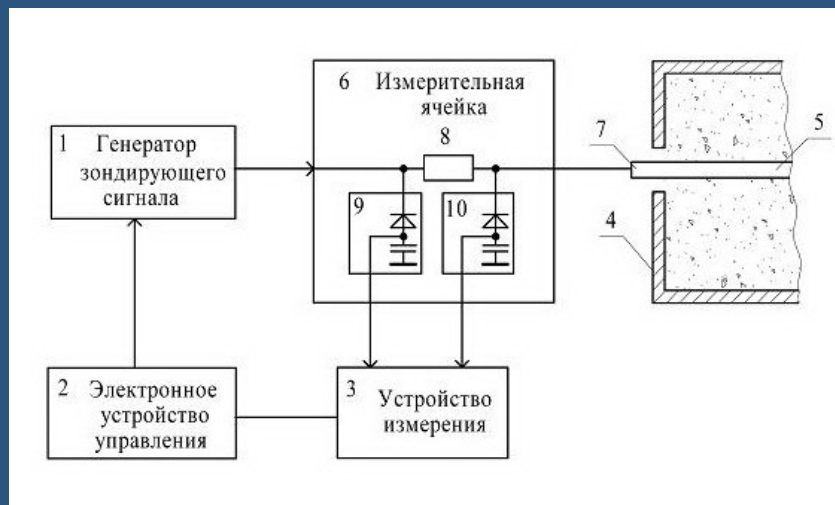 6 Измерительная
ячейка
8
1 Генератор
зондирующего
сигнала
9
10
7
5
4
2 Электронное
устройство
управления
3 Устройство
измерения